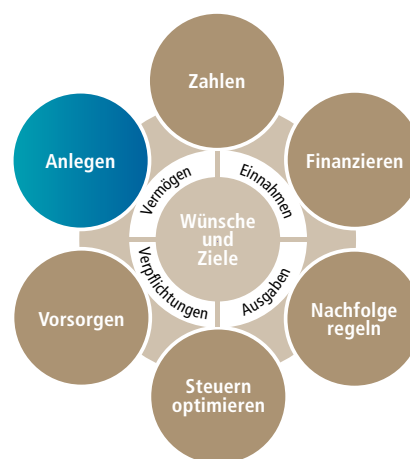 Zahlen
Anlegen
Finanzieren
Vermögen
Einnahmen
Wünsche
und
Ziele
Verpflichtungen
Ausgaben
Vorsorgen
Nachfolge
regeln
Steuern
optimieren